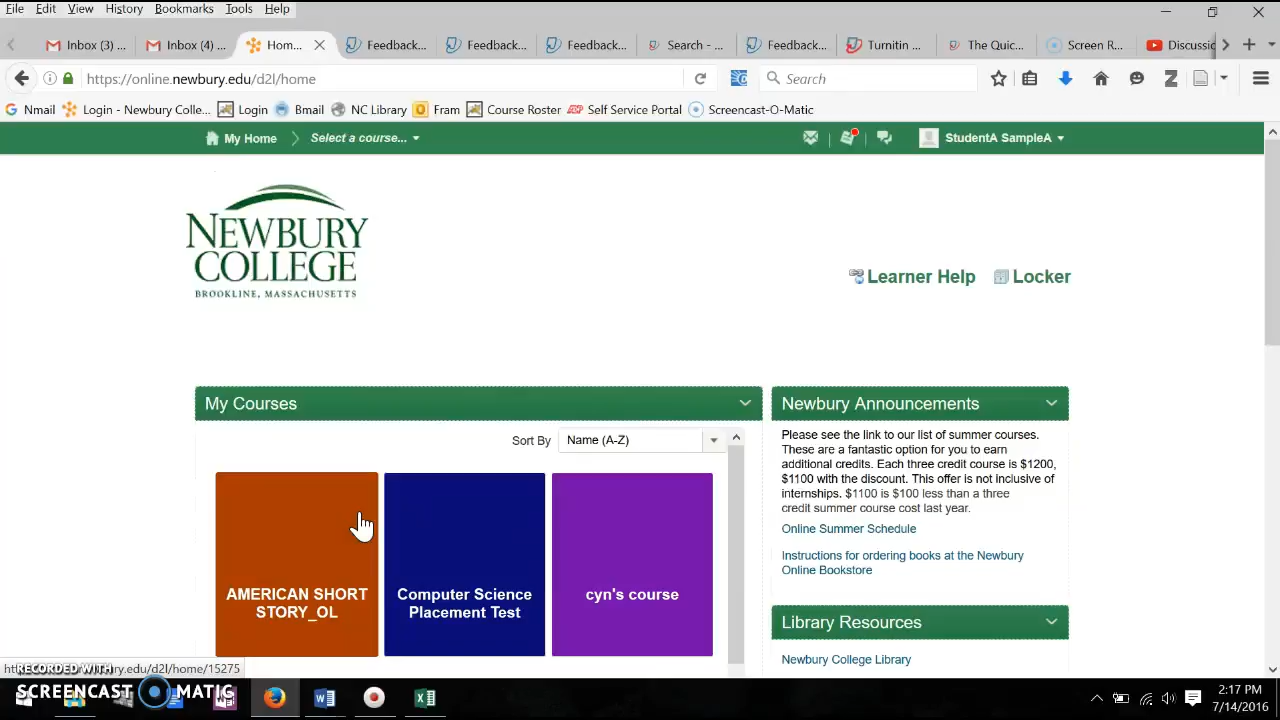 File Edit View History Bookmarks Tools Help
Inbox (3) ... Inbox (4) ... Hom... Feedback... Feedback... Feedback... Search - ... Feedback... Turnitin ... The Quic... Screen R... Discussic
https://online.newbury.edu/d2l/home Search
Nmail Login - Newbury Colle... Login Bmail NC Library Fram Course Roster Self Service Portal Screencast-O-Matic
My Home Select a course... StudentA SampleA
NEWBURY
COLLEGE
BROOKLINE, MASSACHUSETTS
Learner Help Locker
My Courses
Sort By Name (A-Z)
AMERICAN SHORT
STORY_OL
Computer Science
Placement Test
cyn's course
Newbury Announcements
Please see the link to our list of summer courses.
These are a fantastic option for you to earn
additional credits. Each three credit course is $1200,
$1100 with the discount. This offer is not inclusive of
internships. $1100 is $100 less than a three
credit summer course cost last year.
Online Summer Schedule
Instructions for ordering books at the Newbury
Online Bookstore
Library Resources
Newbury College Library
RECORDED WITH
SCREENCAST MATIC
2:17 PM
7/14/2016